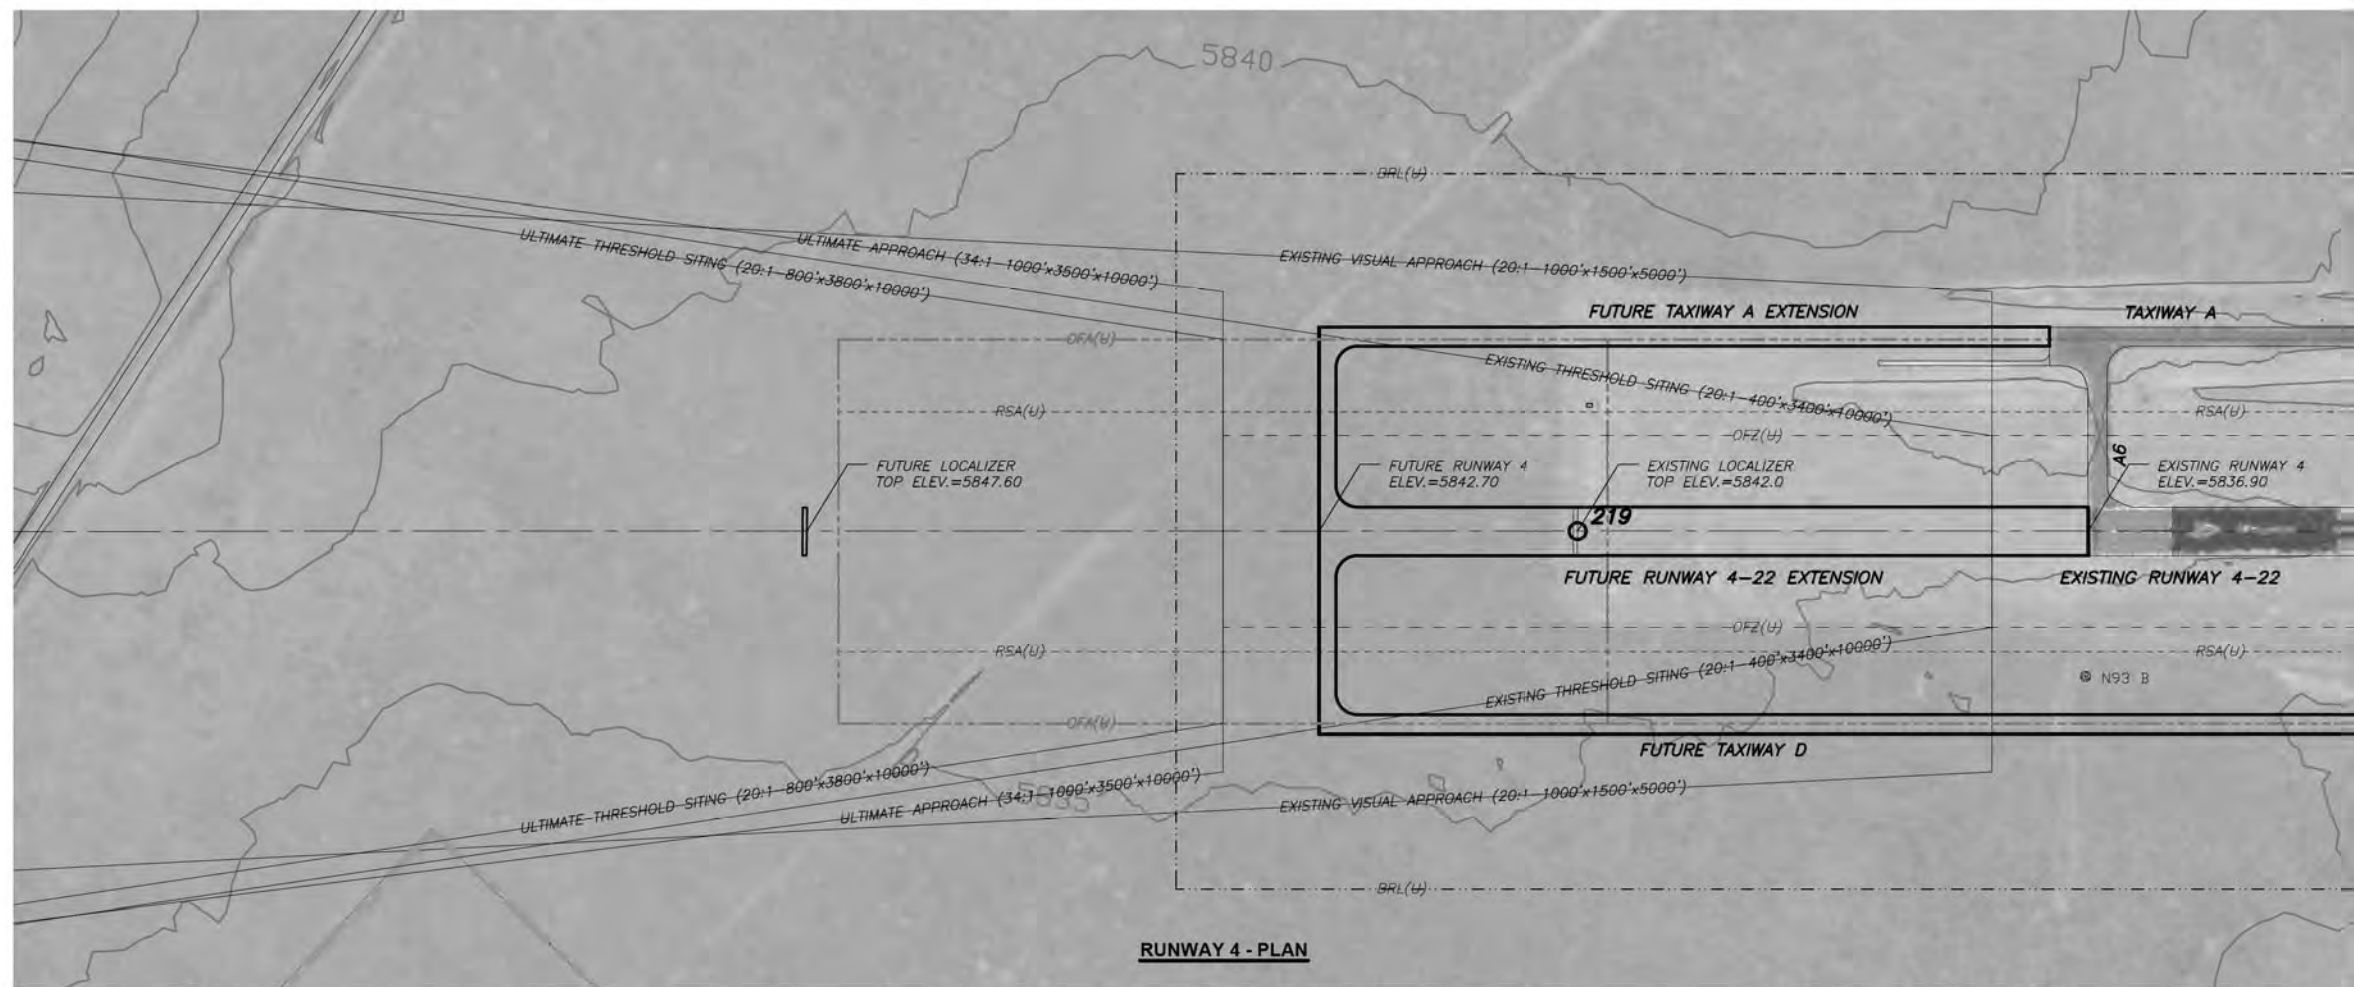 5840
BRL(U)
ULTIMATE THRESHOLD SITING (20:1-800'x3800'x10000')
ULTIMATE APPROACH (34:1-1000'x3500'x10000')
EXISTING VISUAL APPROACH (20:1-1000'x1500'x5000')
FUTURE TAXIWAY A EXTENSION
TAXIWAY A
OFA(U)
EXISTING THRESHOLD SITING (20:1-400'x3400'x10000')
RSA(U)
RSA(U)
OFZ(U)
A6
FUTURE LOCALIZER
TOP ELEV.=5847.60
FUTURE RUNWAY 4
ELEV.=5842.70
EXISTING LOCALIZER
TOP ELEV.=5842.0
EXISTING RUNWAY 4
ELEV.=5836.90
219
FUTURE RUNWAY 4-22 EXTENSION
EXISTING RUNWAY 4-22
OFZ(U)
RSA(U)
RSA(U)
N93 B
EXISTING THRESHOLD SITING (20:1-400'x3400'x10000')
OFA(U)
FUTURE TAXIWAY D
ULTIMATE THRESHOLD SITING (20:1-800'x3800'x10000')
5835
ULTIMATE APPROACH (34:1-1000'x3500'x10000')
EXISTING VISUAL APPROACH (20:1-1000'x1500'x5000')
BRL(U)
RUNWAY 4 - PLAN